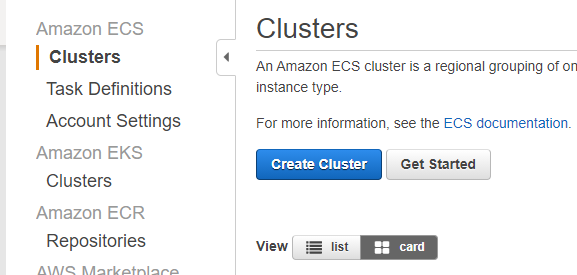 Amazon ECS
Clusters
Task Definitions
Account Settings
Amazon EKS
Clusters
Amazon ECR
Repositories
AWS Marketplace
Clusters
An Amazon ECS cluster is a regional grouping of on
instance type.
For more information, see the ECS documentation.
Create Cluster Get Started
View list card